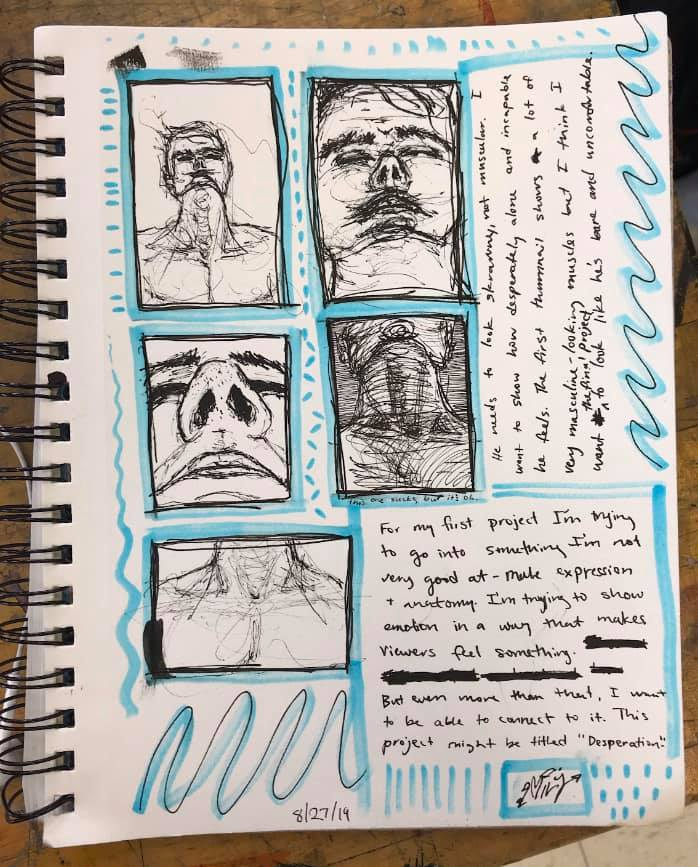 He needs to look skrawny, not muscular. I
want to show how desperately alone and incapable
he feels. The first thumnail shows a lot of
very masculine-looking muscles but I think I
want the final project to look like hes bare and uncomfortable.
this one sucks, but it's ok.
For my first project I'm trying
to go into something I'm not
very good at - male expression
+ anatomy. I'm trying to show
emotion in a way that makes
viewers feel something.
But even more than that, I want
to be able to connect to it. This
project might be titled "Desperation."
8/27/19